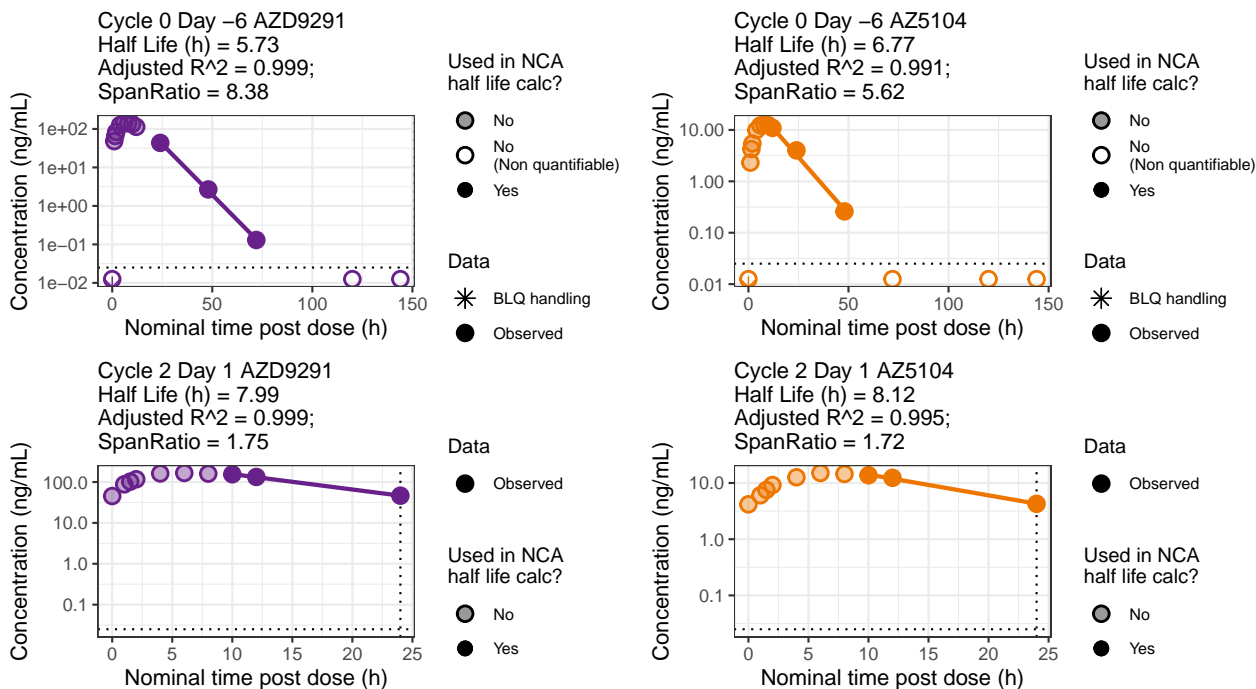 Cycle 0 Day −6 AZD9291
Half Life (h) = 5.73
Adjusted R^2 = 0.999;
SpanRatio = 8.38
Concentration (ng/mL)
1e+02
1e+01
1e+00
1e−01
1e−02
0
50
100
150
Nominal time post dose (h)
Used in NCA
half life calc?
No
No
(Non quantifiable)
Yes
Data
BLQ handling
Observed
Cycle 0 Day −6 AZ5104
Half Life (h) = 6.77
Adjusted R^2 = 0.991;
SpanRatio = 5.62
Concentration (ng/mL)
10.00
1.00
0.10
0.01
0
50
100
150
Nominal time post dose (h)
Used in NCA
half life calc?
No
No
(Non quantifiable)
Yes
Data
BLQ handling
Observed
Cycle 2 Day 1 AZD9291
Half Life (h) = 7.99
Adjusted R^2 = 0.999;
SpanRatio = 1.75
Concentration (ng/mL)
100.0
10.0
1.0
0.1
0
5
10
15
20
25
Nominal time post dose (h)
Data
Observed
Used in NCA
half life calc?
No
Yes
Cycle 2 Day 1 AZ5104
Half Life (h) = 8.12
Adjusted R^2 = 0.995;
SpanRatio = 1.72
Concentration (ng/mL)
10.0
1.0
0.1
0
5
10
15
20
25
Nominal time post dose (h)
Data
Observed
Used in NCA
half life calc?
No
Yes